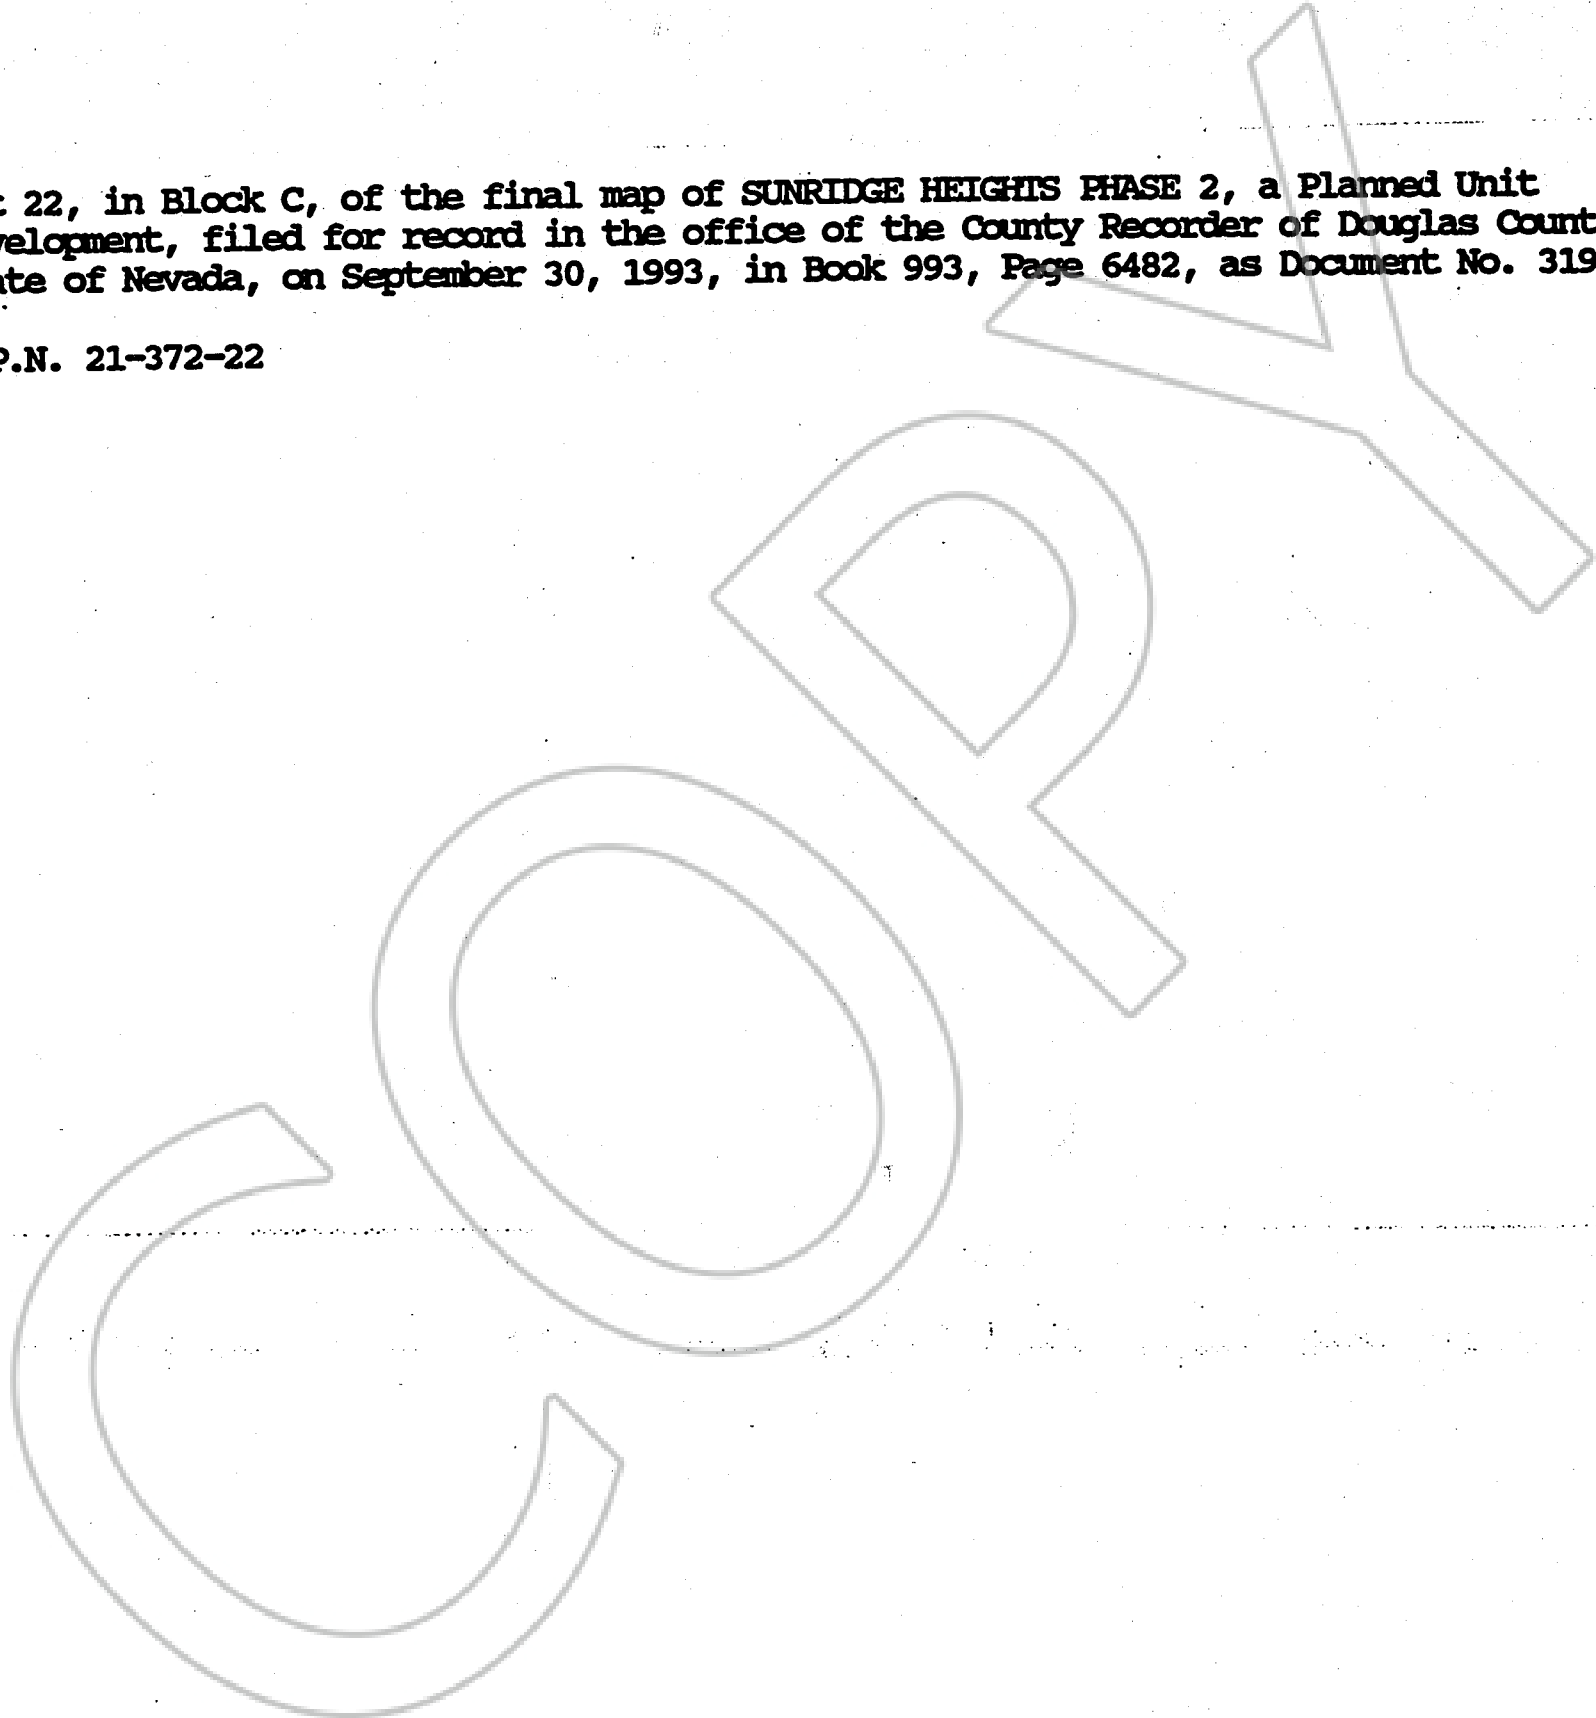 t 22, in Block C, of the final map of SUNRIDGE HEIGHTS PHASE 2, a Planned Unit
velopment, filed for record in the office of the County Recorder of Douglas Count
ate of Nevada, on September 30, 1993, in Book 993, Page 6482, as Document No. 319
P.N. 21-372-22
COPY